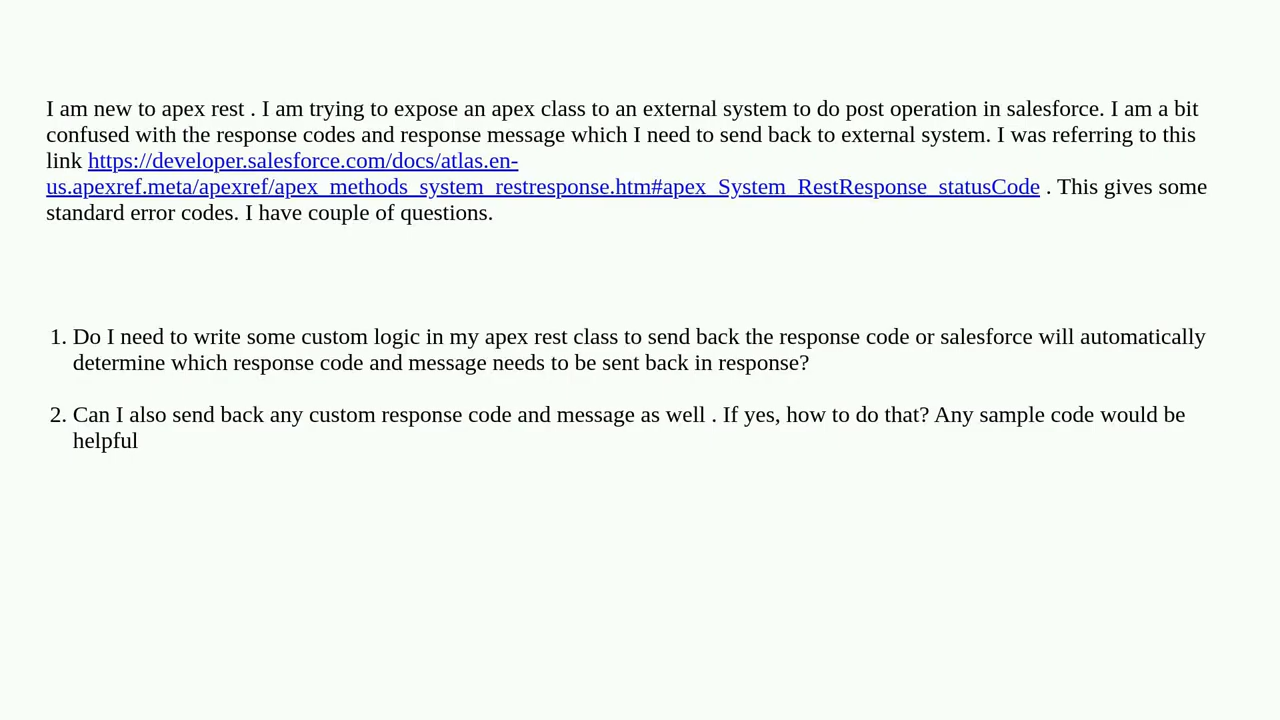 I am new to apex rest . I am trying to expose an apex class to an external system to do post operation in salesforce. I am a bit
confused with the response codes and response message which I need to send back to external system. I was referring to this
link https://developer.salesforce.com/docs/atlas.en-
us.apexref.meta/apexref/apex_methods_system_restresponse.htm#apex_System_RestResponse_statusCode . This gives some
standard error codes. I have couple of questions.
1. Do I need to write some custom logic in my apex rest class to send back the response code or salesforce will automatically
determine which response code and message needs to be sent back in response?
2. Can I also send back any custom response code and message as well . If yes, how to do that? Any sample code would be
helpful